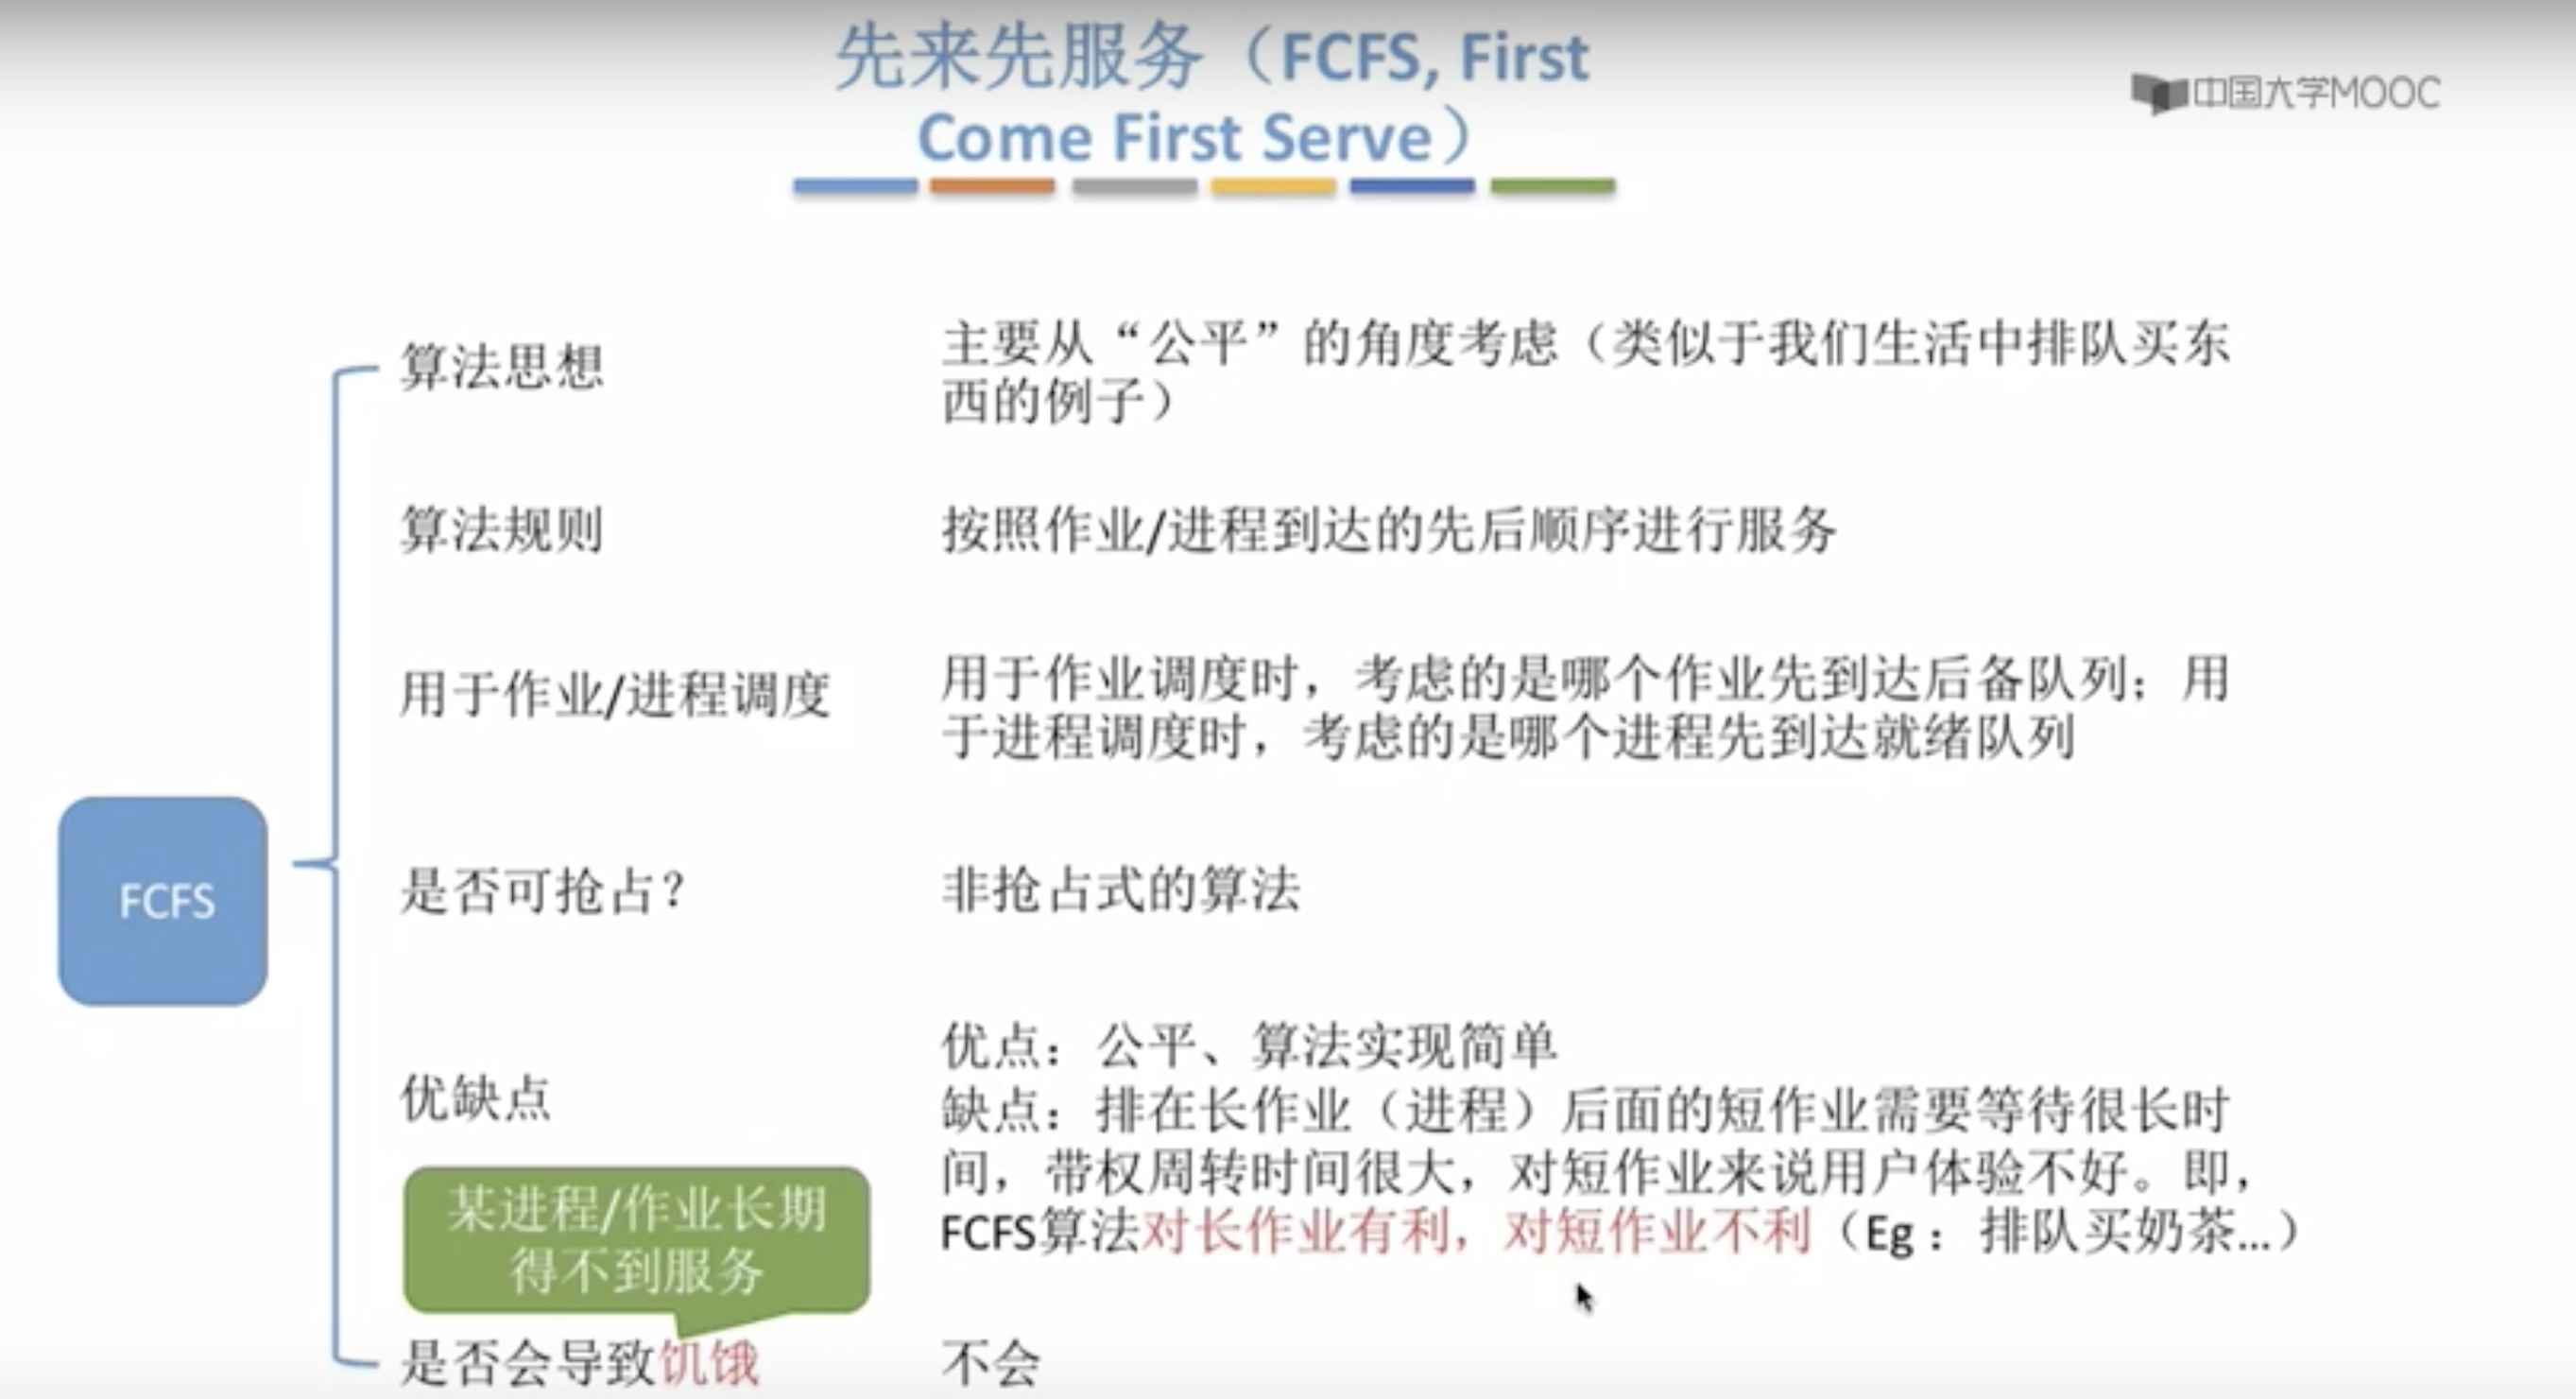 先来先服务（FCFS, First
Come First Serve）
中国大学MOOC
FCFS
算法思想
主要从“公平”的角度考虑（类似于我们生活中排队买东
西的例子）
算法规则
按照作业/进程到达的先后顺序进行服务
用于作业/进程调度
用于作业调度时，考虑的是哪个作业先到达后备队列；用
于进程调度时，考虑的是哪个进程先到达就绪队列
是否可抢占？
非抢占式的算法
优缺点
优点：公平、算法实现简单
缺点：排在长作业（进程）后面的短作业需要等待很长时
间，带权周转时间很大，对短作业来说用户体验不好。即，
FCFS算法对长作业有利，对短作业不利（Eg：排队买奶茶...）
某进程/作业长期
得不到服务
是否会导致饥饿
不会